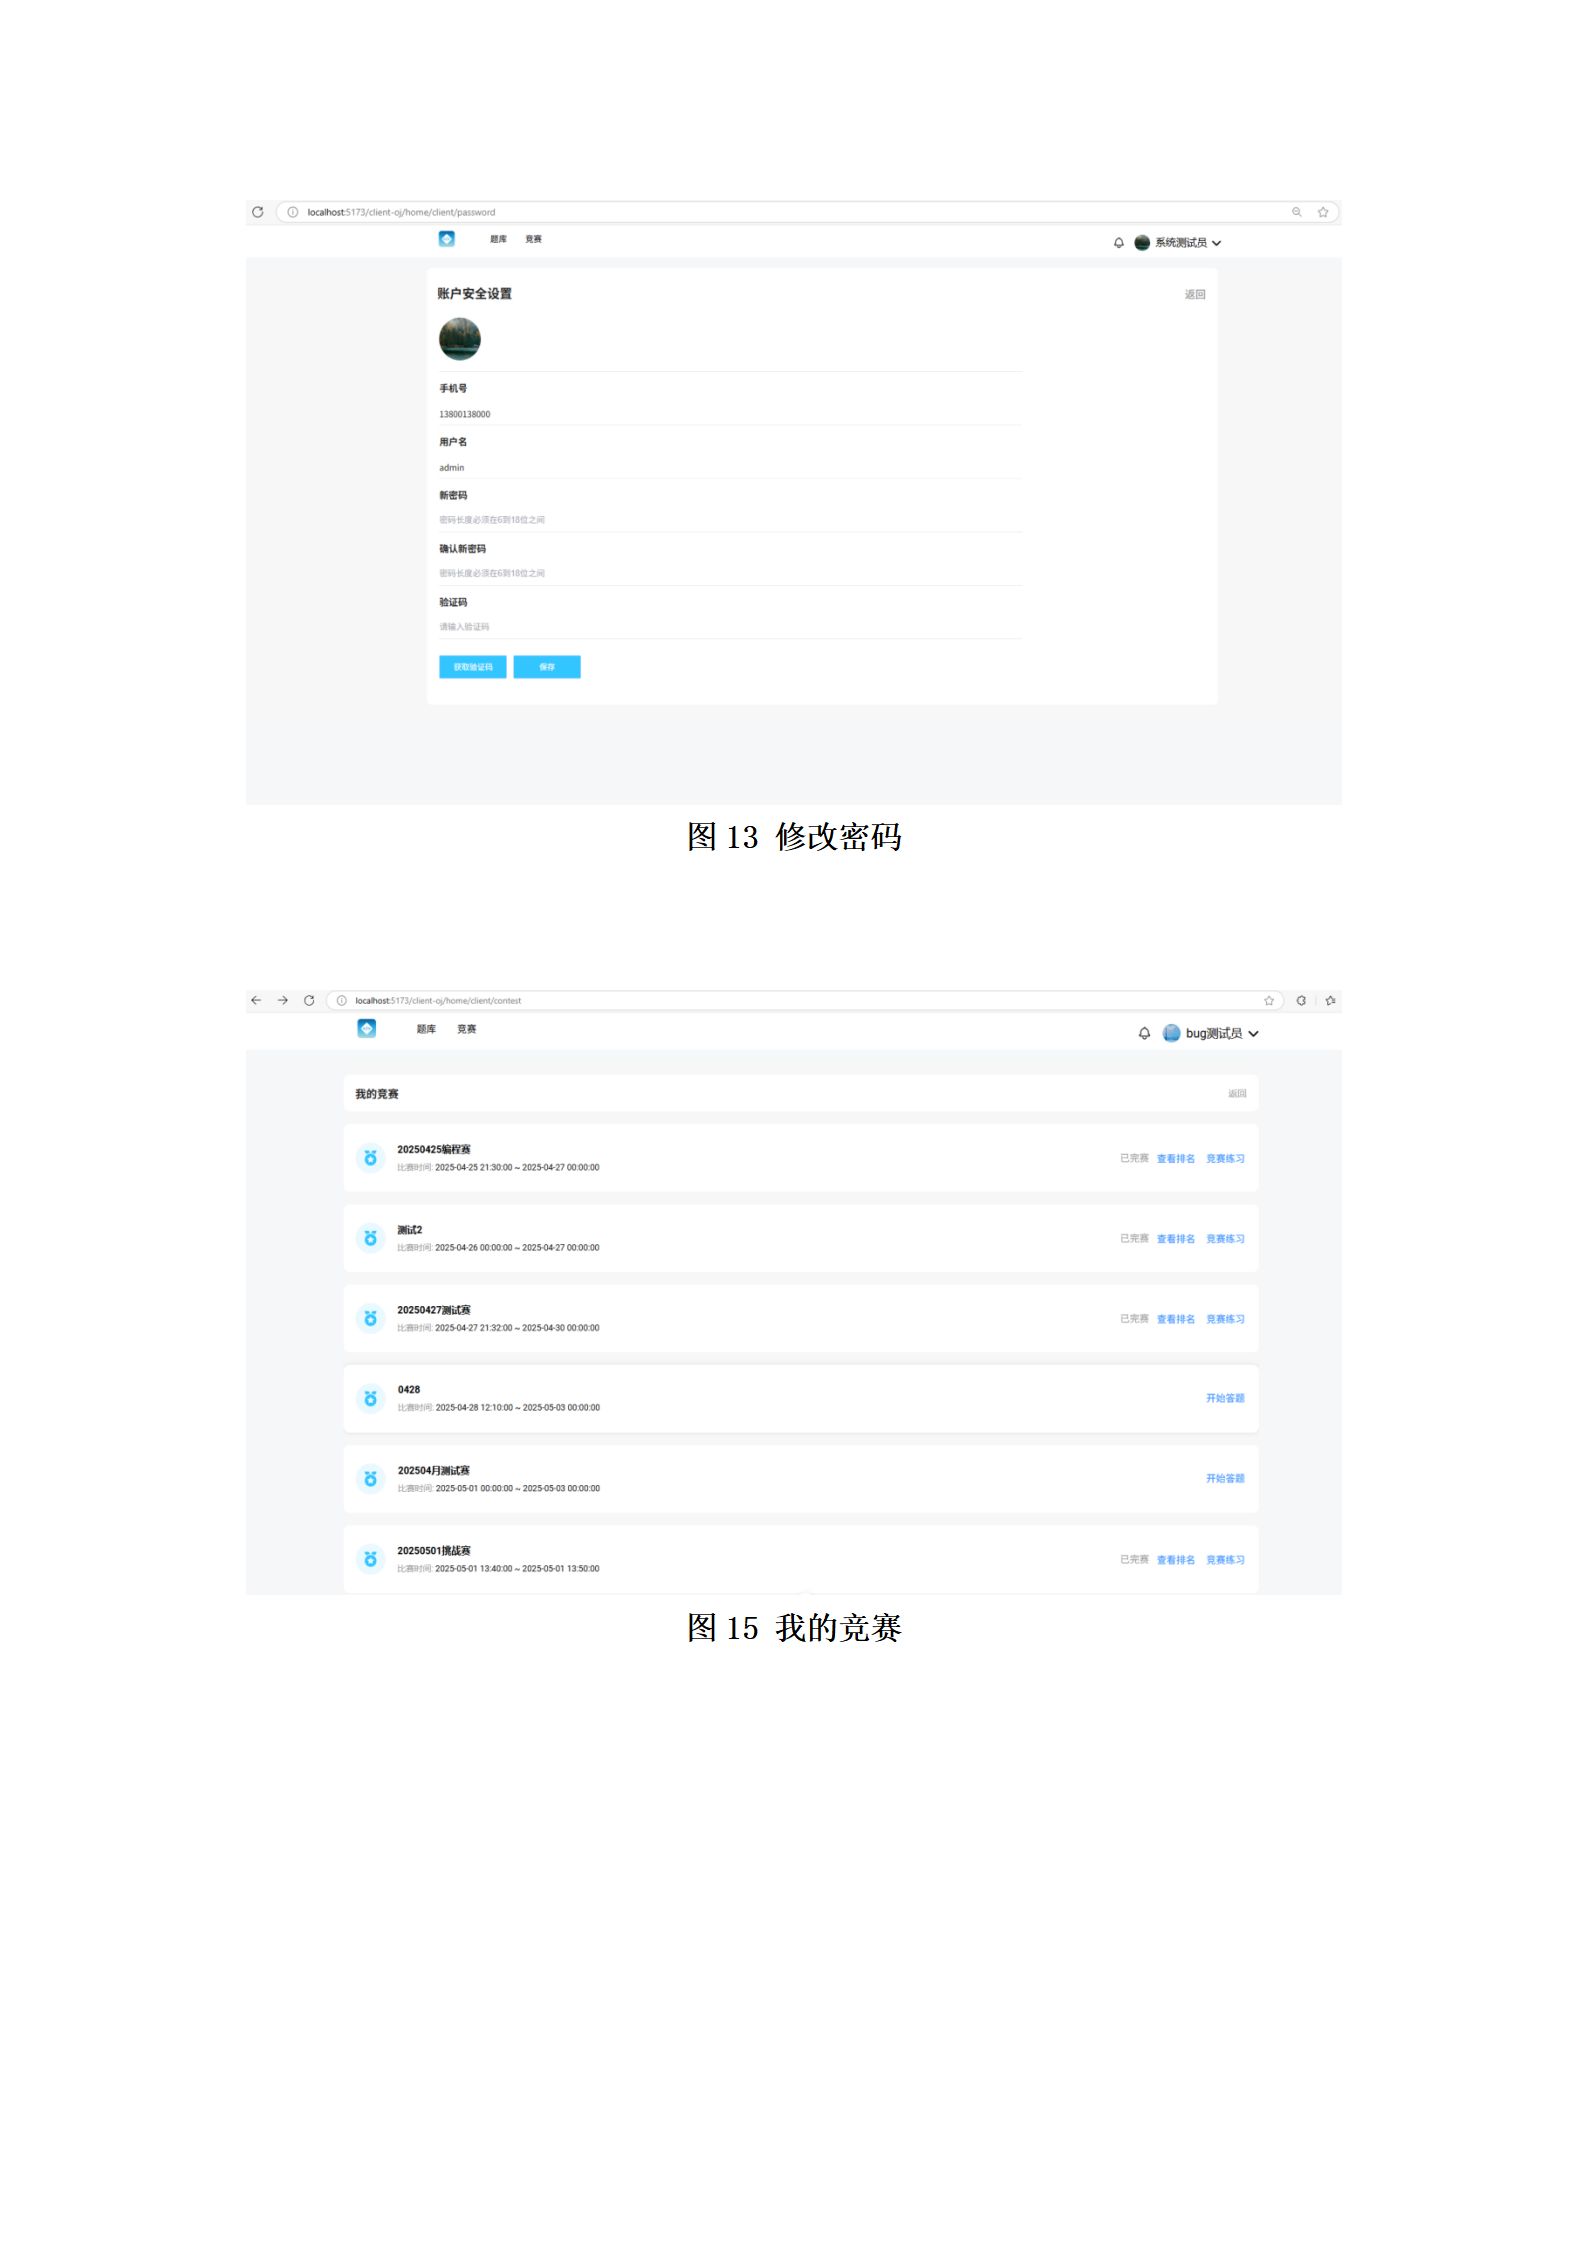 localhost:5173/client-oj/home/client/password
题库 竞赛 系统测试员
账户安全设置 返回
手机号
13800138000
用户名
admin
新密码
密码长度必须在6到18位之间
确认新密码
密码长度必须在6到18位之间
验证码
请输入验证码
获取验证码 保存
图 13 修改密码
localhost:5173/client-oj/home/client/contest
题库 竞赛 bug测试员
我的竞赛 返回
20250425编程赛
比赛时间: 2025-04-25 21:30:00 ~ 2025-04-27 00:00:00
已完赛 查看排名 竞赛练习
测试2
比赛时间: 2025-04-26 00:00:00 ~ 2025-04-27 00:00:00
已完赛 查看排名 竞赛练习
20250427测试赛
比赛时间: 2025-04-27 21:32:00 ~ 2025-04-30 00:00:00
已完赛 查看排名 竞赛练习
0428
比赛时间: 2025-04-28 12:10:00 ~ 2025-05-03 00:00:00
开始答题
202504月测试赛
比赛时间: 2025-05-01 00:00:00 ~ 2025-05-03 00:00:00
开始答题
20250501挑战赛
比赛时间: 2025-05-01 13:40:00 ~ 2025-05-01 13:50:00
已完赛 查看排名 竞赛练习
图 15 我的竞赛